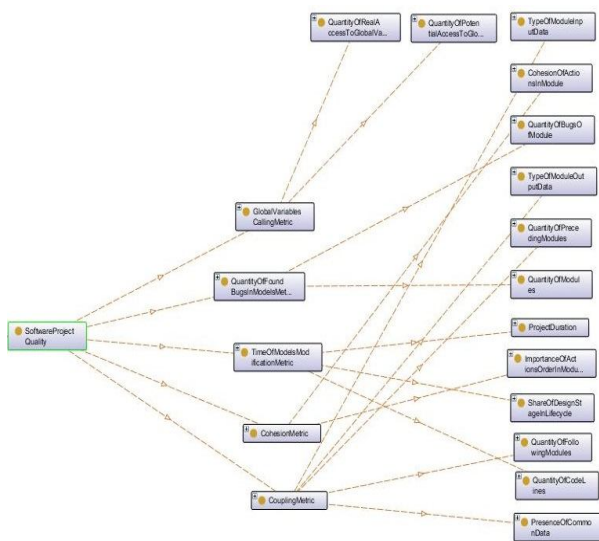 QuantityOfRealA
ccessToGlobalVa...
QuantityOfPoten
tialAccessToGlo...
TypeOfModuleInp
utData
CohesionOfActio
nsInModule
QuantityOfBugsO
fModule
TypeOfModuleOut
putData
GlobalVariables
CallingMetric
QuantityOfPrece
dingModules
QuantityOfFound
BugsInModelsMet...
QuantityOfModul
es
SoftwareProject
Quality
ProjectDuration
TimeOfModelsMod
ificationMetric
ImportanceOfAct
ionsOrderInModu...
ShareOfDesignSt
ageInLifecycle
CohesionMetric
QuantityOfFollo
wingModules
QuantityOfCodeL
ines
CouplingMetric
PresenceOfCommo
nData